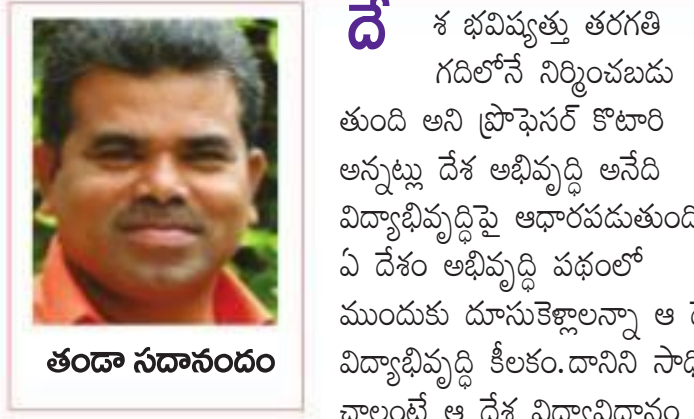 దేశ భవిష్యత్తు తరగతి
గదిలోనే నిర్మించబడు
తుంది అని ప్రొఫెసర్ కొటారి
అన్నట్లు దేశ అభివృద్ధి అనేది
విద్యాభివృద్ధిపై ఆధారపడుతుంది
ఏ దేశం అభివృద్ధి పథంలో
ముందుకు దూసుకెళ్లాలన్నా ఆ
విద్యాభివృద్ధి కీలకం.దానిని
చాలంటే ఆ దేశ విద్యావిధానం
తండా సదానందం